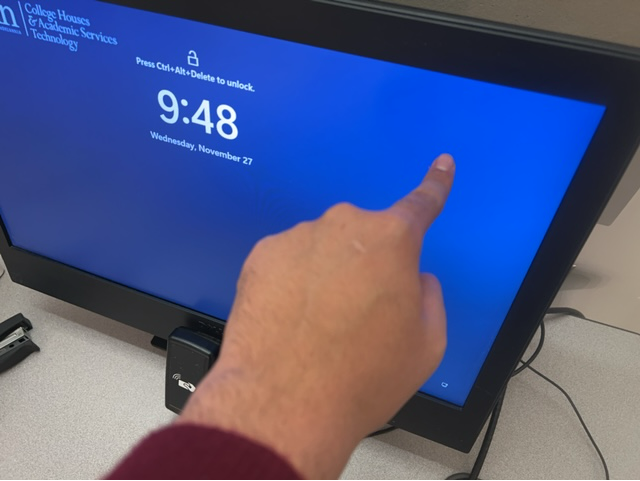 College Houses
& Academic Services
Technology
Press Ctrl+Alt+Delete to unlock.
9:48
Wednesday, November 27